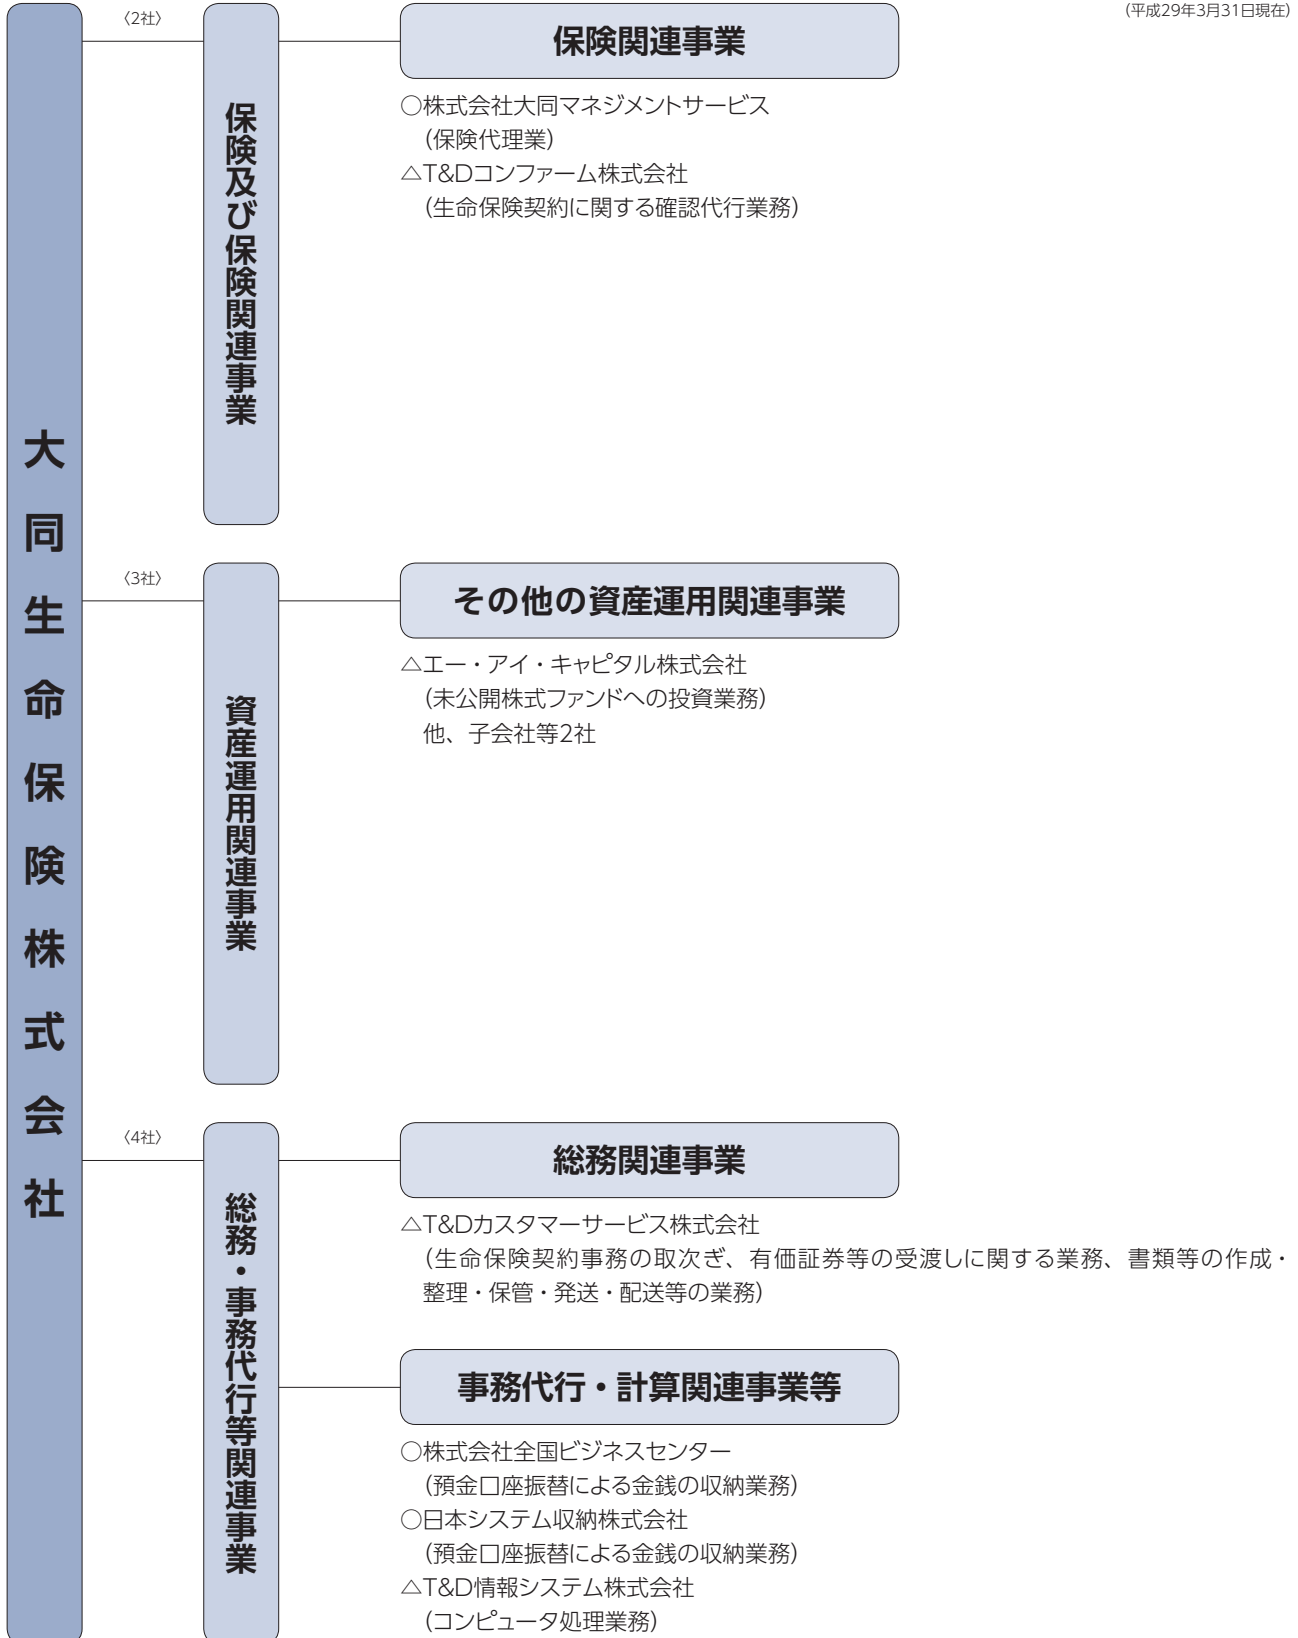 (平成29年3月31日現在)
大同生命保険株式会社
〈2社〉
保険及び保険関連事業
保険関連事業
○株式会社大同マネジメントサービス
(保険代理業)
△T&Dコンファーム株式会社
(生命保険契約に関する確認代行業務)
〈3社〉
資産運用関連事業
その他の資産運用関連事業
△エー・アイ・キャピタル株式会社
(未公開株式ファンドへの投資業務)
他、子会社等2社
〈4社〉
総務・事務代行等関連事業
総務関連事業
△T&Dカスタマーサービス株式会社
(生命保険契約事務の取次ぎ、有価証券等の受渡しに関する業務、書類等の作成・
整理・保管・発送・配送等の業務)
事務代行・計算関連事業等
○株式会社全国ビジネスセンター
(預金口座振替による金銭の収納業務)
○日本システム収納株式会社
(預金口座振替による金銭の収納業務)
△T&D情報システム株式会社
(コンピュータ処理業務)